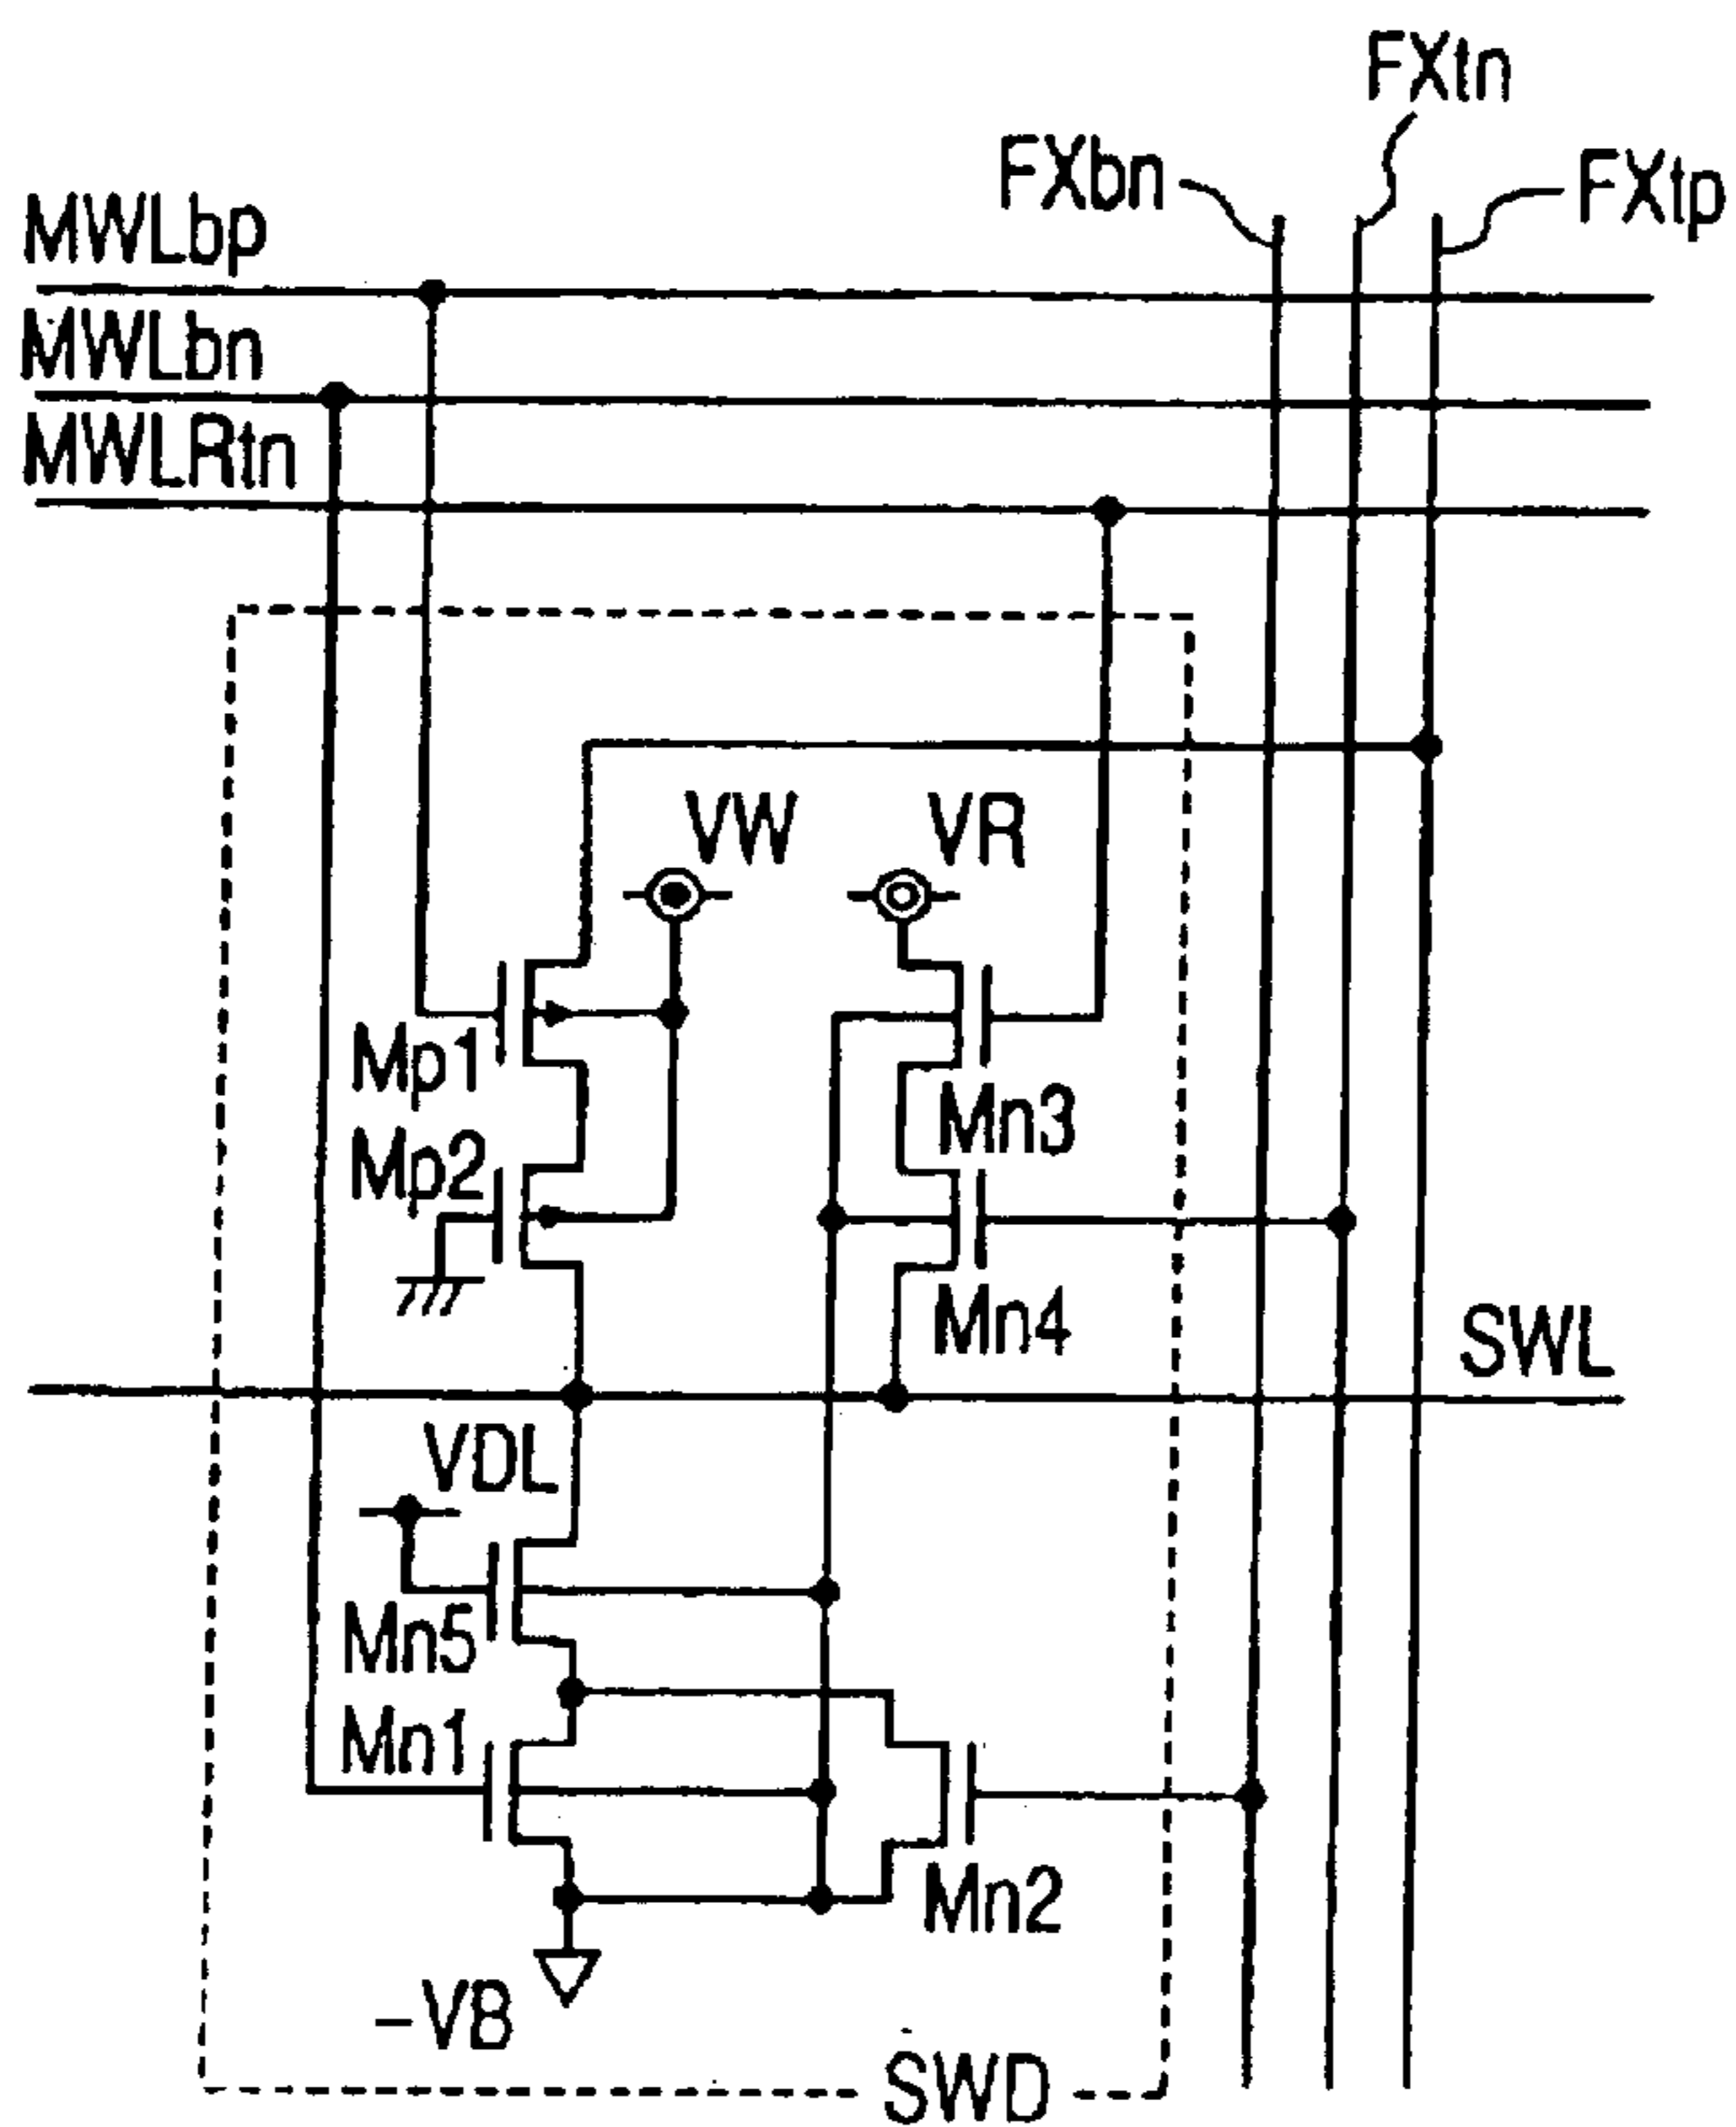 FXtn
FXbn
FXtp
MWLbp
MWLbn
MWLRtn
VW
VR
Mp1
Mn3
Mp2
Mn4
SWL
VDL
Mn5
Mn1
Mn2
-VB
SWD